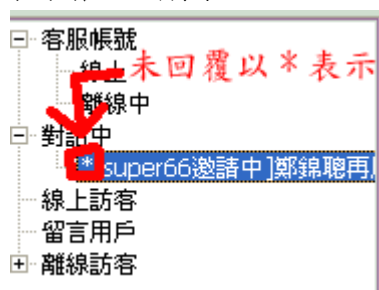 客服帳號
線上
未回覆以＊表示
離線中
對話中
* super66邀請中]鄭錦聰再
線上訪客
留言用戶
離線訪客